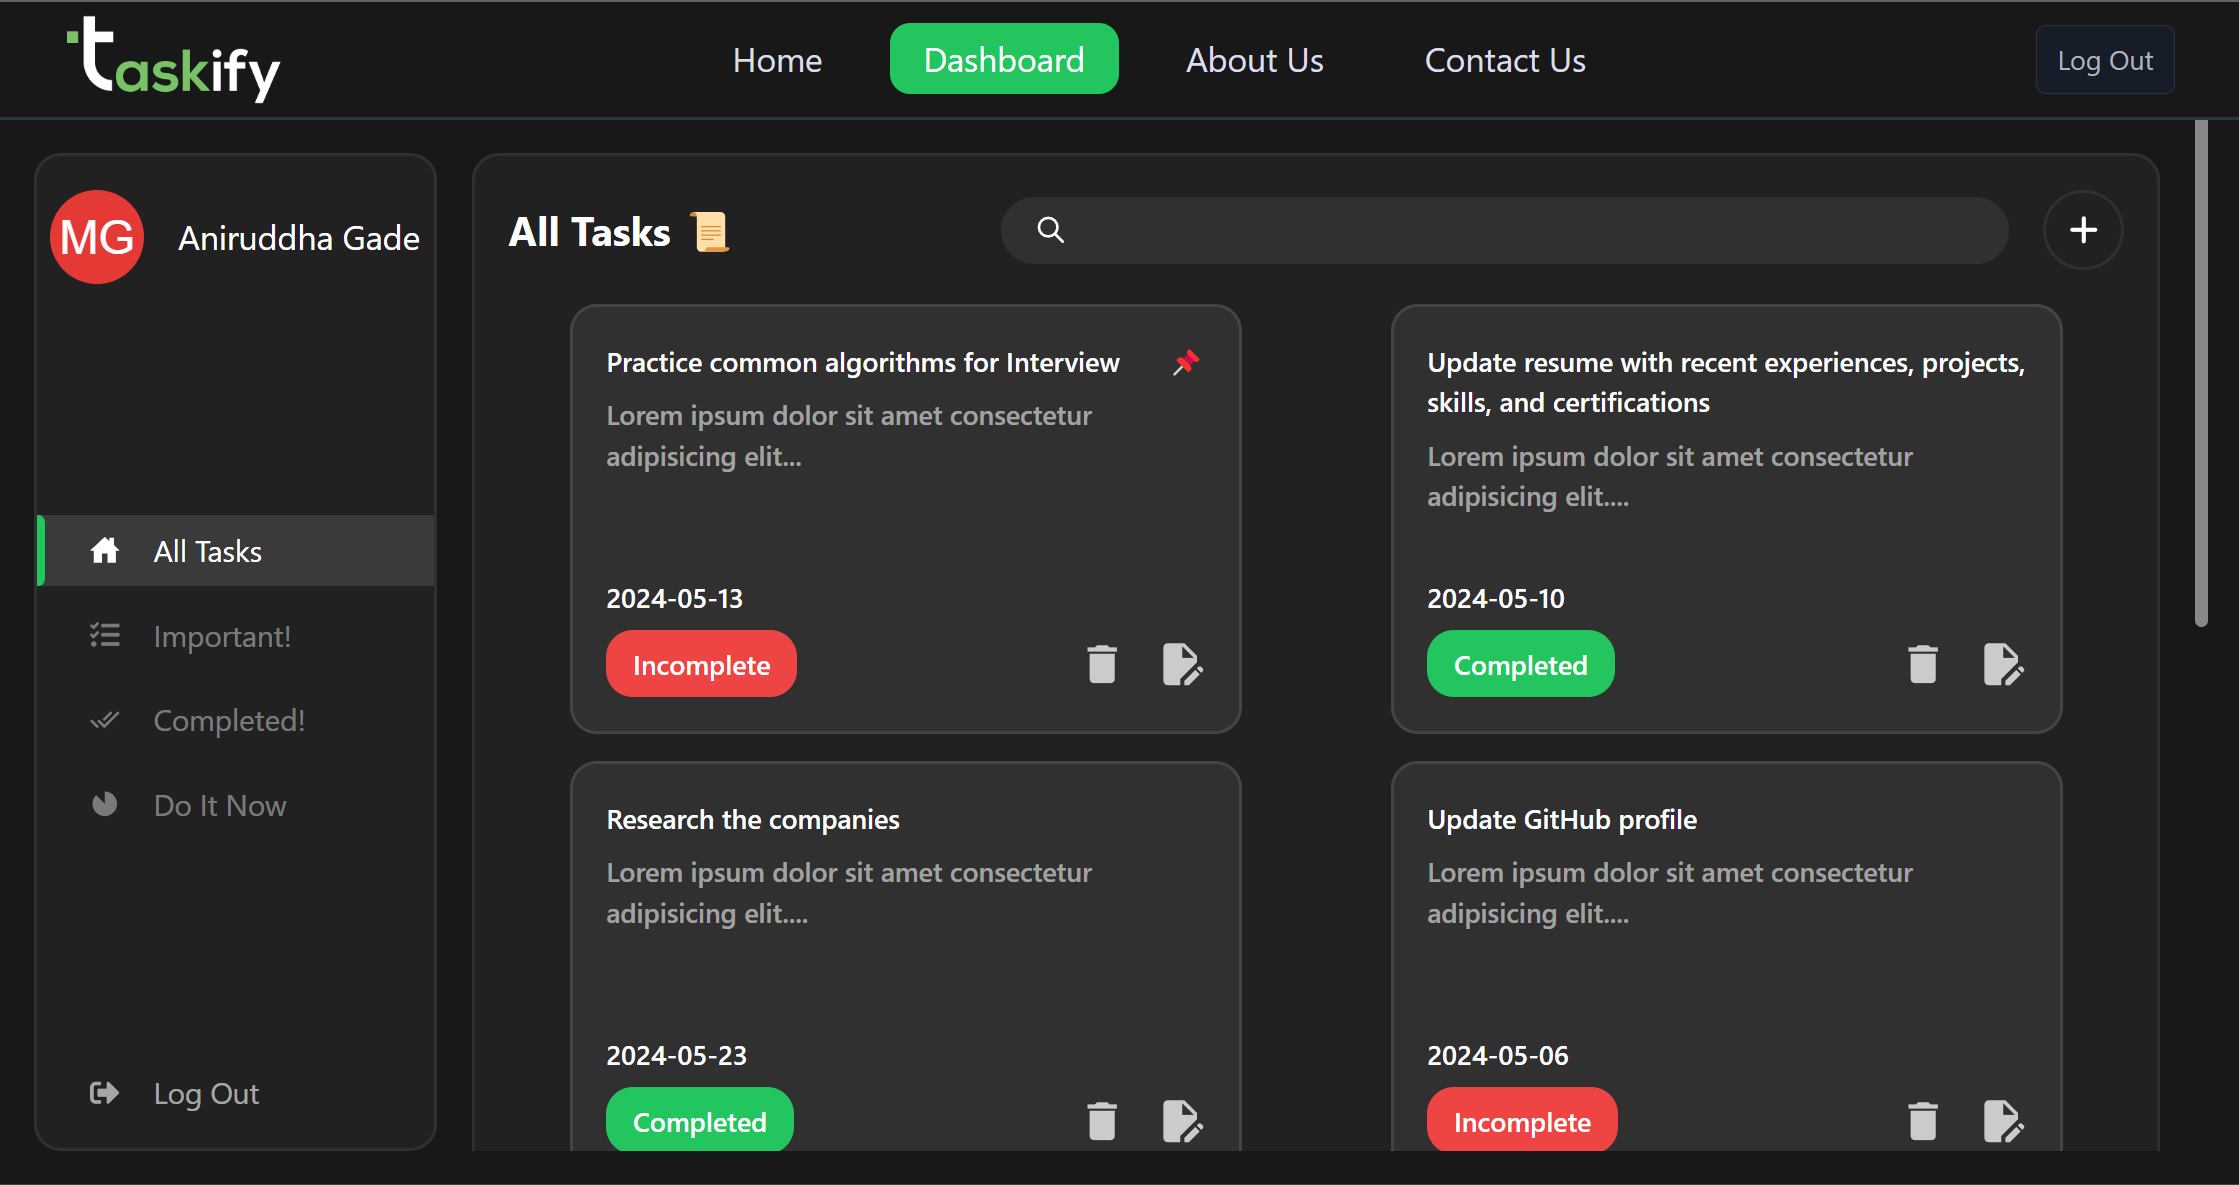 taskify
Home
Dashboard
About Us
Contact Us
Log Out
MG
Aniruddha Gade
All Tasks
Important!
Completed!
Do It Now
Log Out
All Tasks
Practice common algorithms for Interview
Lorem ipsum dolor sit amet consectetur
adipisicing elit...
2024-05-13
Incomplete
Update resume with recent experiences, projects,
skills, and certifications
Lorem ipsum dolor sit amet consectetur
adipisicing elit....
2024-05-10
Completed
Research the companies
Lorem ipsum dolor sit amet consectetur
adipisicing elit....
2024-05-23
Completed
Update GitHub profile
Lorem ipsum dolor sit amet consectetur
adipisicing elit....
2024-05-06
Incomplete